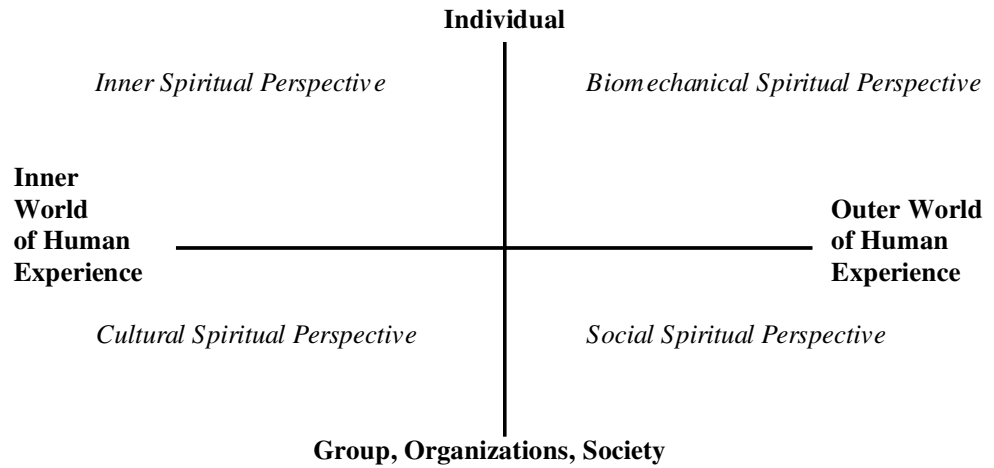 Individual
Inner Spiritual Perspective
Biomechanical Spiritual Perspective
Inner
World
of Human
Experience
Outer World
of Human
Experience
Cultural Spiritual Perspective
Social Spiritual Perspective
Group, Organizations, Society